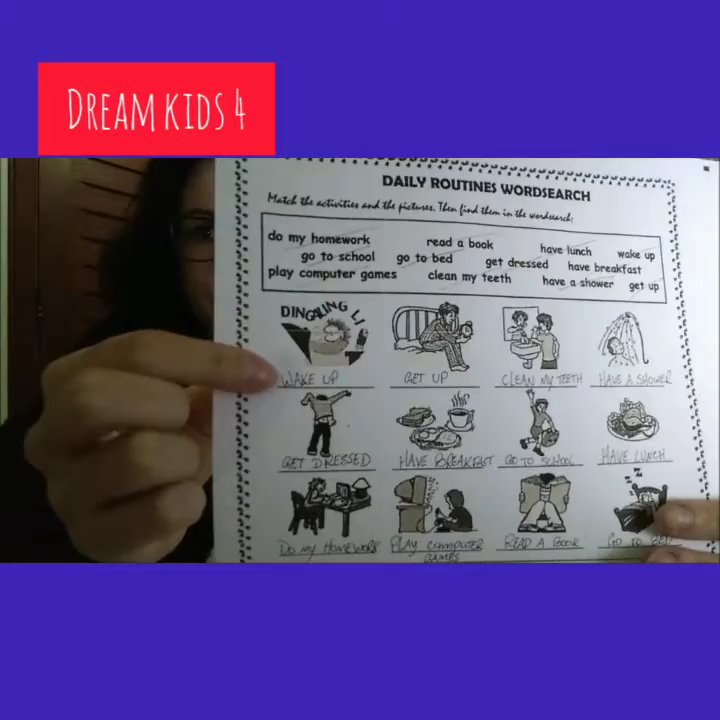 DREAM KIDS 4
DAILY ROUTINES WORDSEARCH
Match the activities and the pictures. Then find them in the wordsearch:
do my homework read a book have lunch wake up
go to school go to bed get dressed have breakfast
play computer games clean my teeth have a shower get up
DINGALING LI
WAKE UP GET UP CLEAN MY TEETH HAVE A SHOWER
GET DRESSED HAVE BREAKFAST GO TO SCHOOL HAVE LUNCH
Z Z Z
DO MY HOMEWORK PLAY COMPUTER READ A BOOK GO TO BED
GAMES